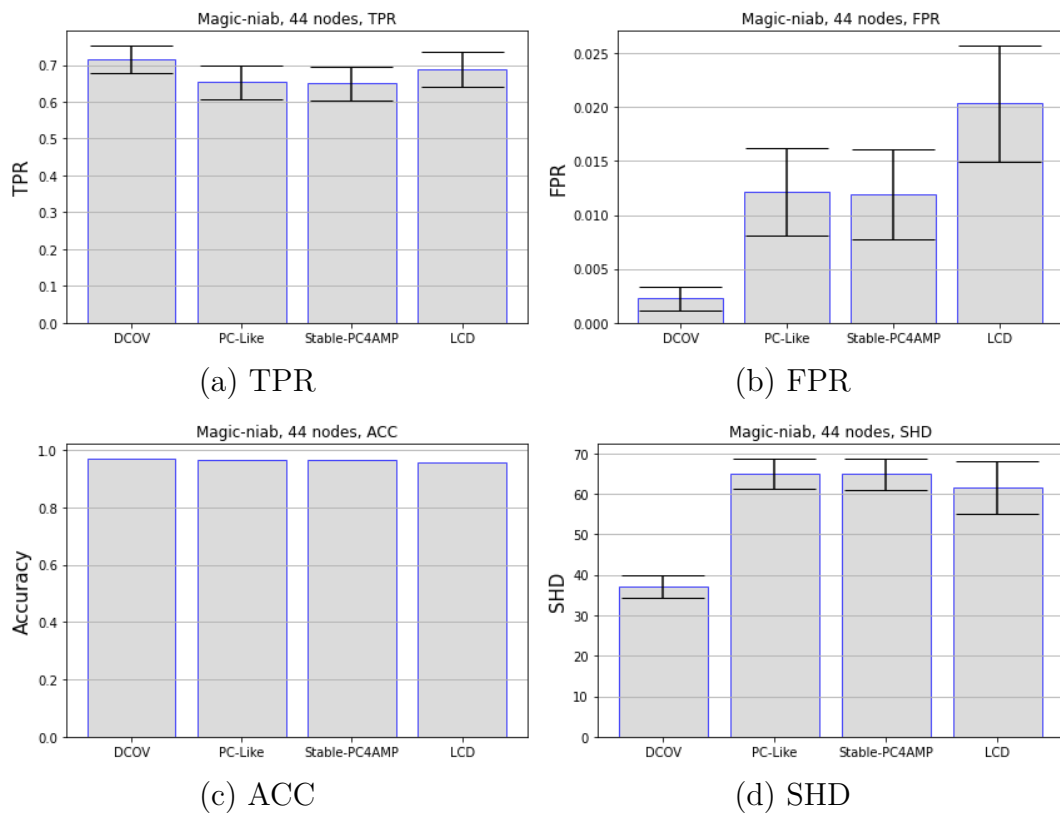 Magic-niab, 44 nodes, TPR
TPR
0.7
0.6
0.5
0.4
0.3
0.2
0.1
0.0
DCOV PC-Like Stable-PC4AMP LCD
(a) TPR
Magic-niab, 44 nodes, FPR
FPR
0.025
0.020
0.015
0.010
0.005
0.000
DCOV PC-Like Stable-PC4AMP LCD
(b) FPR
Magic-niab, 44 nodes, ACC
Accuracy
1.0
0.8
0.6
0.4
0.2
0.0
DCOV PC-Like Stable-PC4AMP LCD
(c) ACC
Magic-niab, 44 nodes, SHD
SHD
70
60
50
40
30
20
10
0
DCOV PC-Like Stable-PC4AMP LCD
(d) SHD